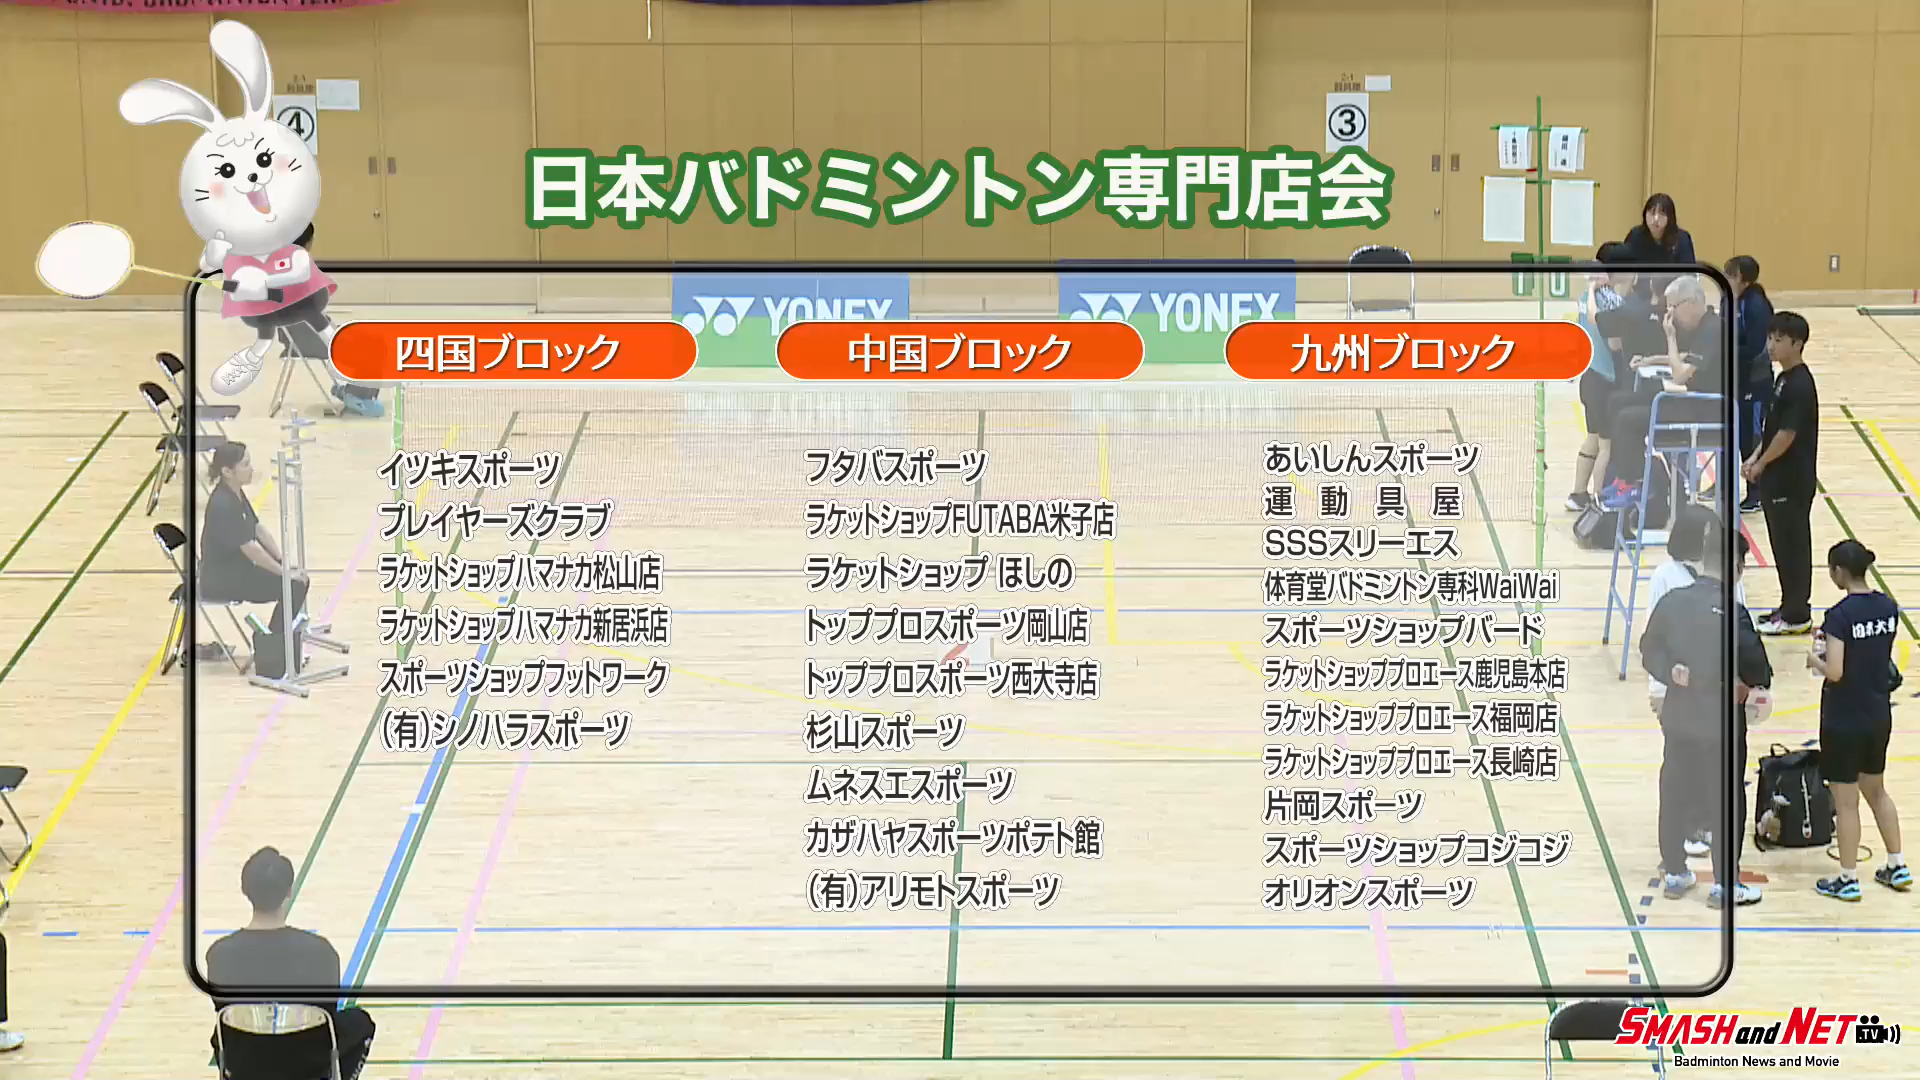 ④
③
日本バドミントン専門店会
YONEX
YONEX
四国ブロック
イツキスポーツ
プレイヤーズクラブ
ラケットショップハマナカ松山店
ラケットショップハマナカ新居浜店
スポーツショップフットワーク
(有)シノハラスポーツ
中国ブロック
フタバスポーツ
ラケットショップFUTABA米子店
ラケットショップ ほしの
トッププロスポーツ岡山店
トッププロスポーツ西大寺店
杉山スポーツ
ムネスエスポーツ
カザハヤスポーツポテト館
(有)アリモトスポーツ
九州ブロック
あいしんスポーツ
運動具屋
SSSスリーエス
体育堂バドミントン専科WaiWai
スポーツショップバード
ラケットショッププロエース鹿児島本店
ラケットショッププロエース福岡店
ラケットショッププロエース長崎店
片岡スポーツ
スポーツショップコジコジ
オリオンスポーツ
SMASH and NET.TV
Badminton News and Movie